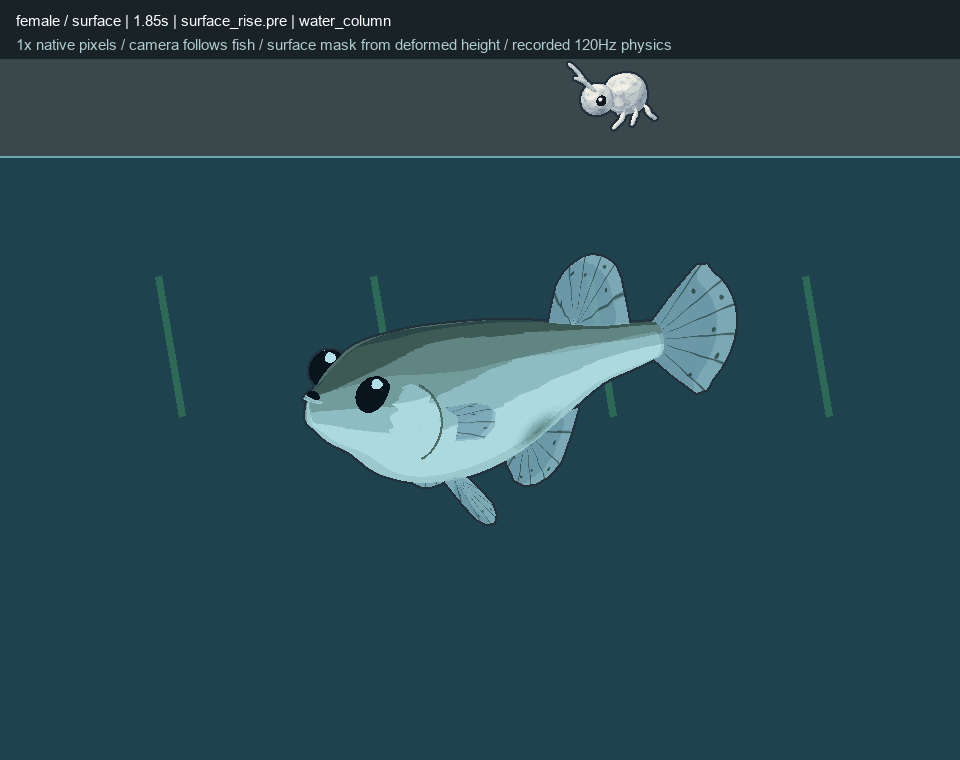 female / surface | 1.85s | surface_rise.pre | water_column
1x native pixels / camera follows fish / surface mask from deformed height / recorded 120Hz physics